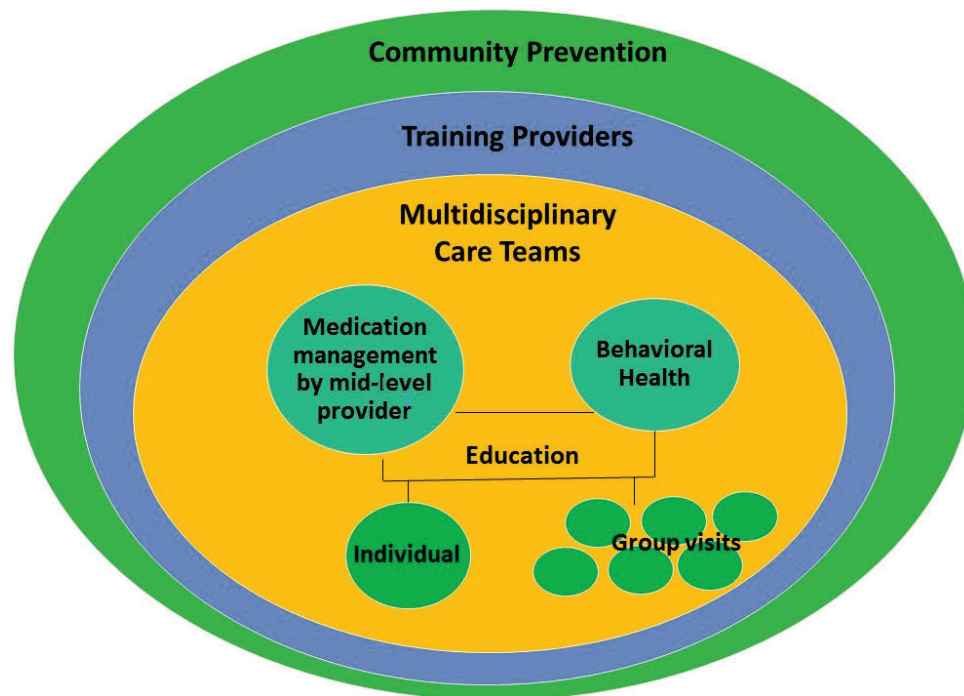 Community Prevention
Training Providers
Multidisciplinary
Care Teams
Medication
management
by mid-level
provider
Behavioral
Health
Education
Individual
Group visits